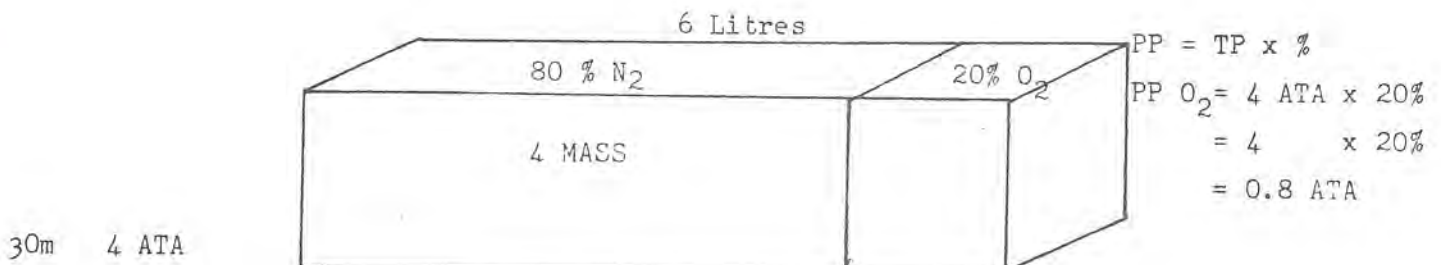 6 Litres
80 % N2
20% O2
4 MASS
30m 4 ATA
PP = TP x %
PP O2 = 4 ATA x 20%
= 4 x 20%
= 0.8 ATA